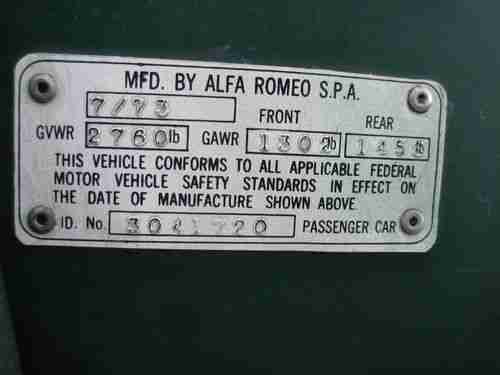 MFD. BY ALFA ROMEO S.P.A.
7/73 FRONT REAR
GVWR 2760lb GAWR 1302lb 1458lb
THIS VEHICLE CONFORMS TO ALL APPLICABLE FEDERAL
MOTOR VEHICLE SAFETY STANDARDS IN EFFECT ON
THE DATE OF MANUFACTURE SHOWN ABOVE
ID. No. 3041720 PASSENGER CAR